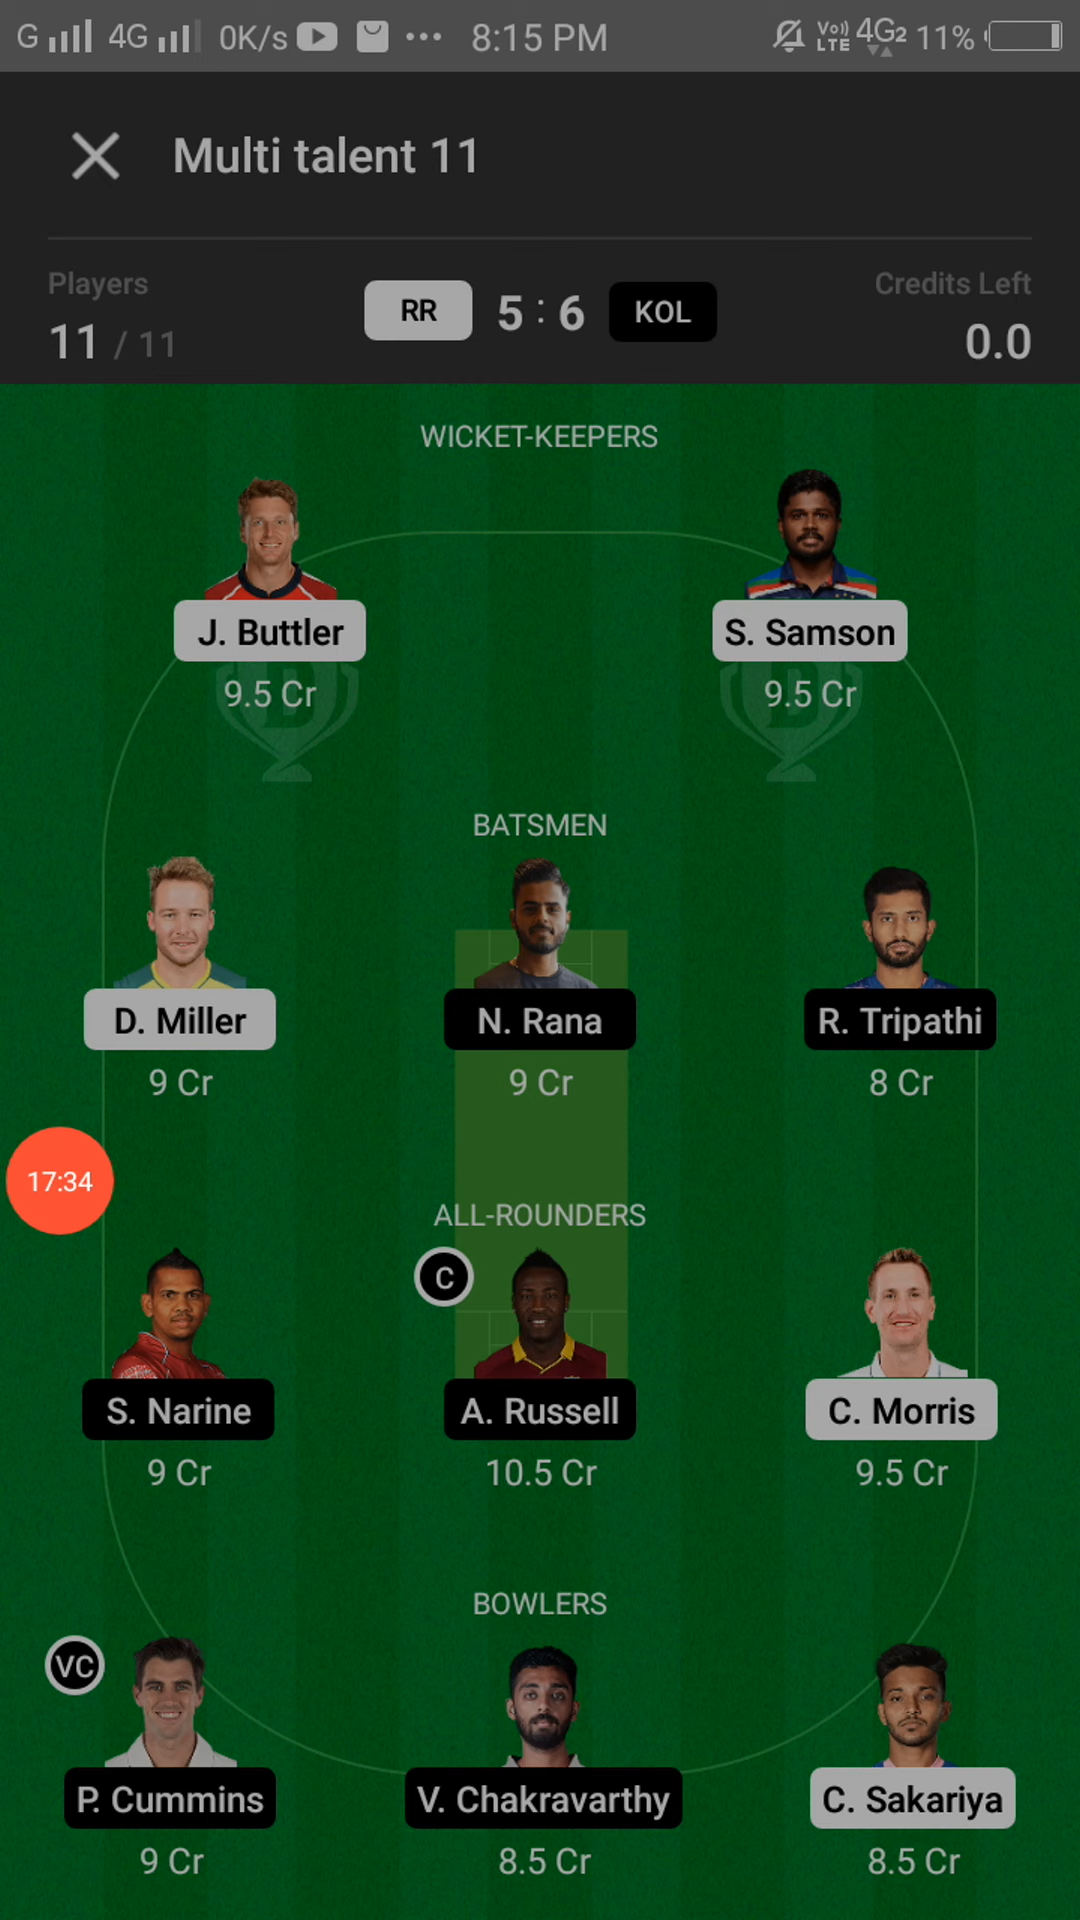 G 4G 0K/s ••• 8:15 PM Vo)) LTE 4G2 11%
Multi talent 11
Players Credits Left
11 / 11 RR 5 : 6 KOL 0.0
WICKET-KEEPERS
J. Buttler S. Samson
9.5 Cr 9.5 Cr
BATSMEN
D. Miller N. Rana R. Tripathi
9 Cr 9 Cr 8 Cr
17:34
ALL-ROUNDERS
C
S. Narine A. Russell C. Morris
9 Cr 10.5 Cr 9.5 Cr
BOWLERS
VC
P. Cummins V. Chakravarthy C. Sakariya
9 Cr 8.5 Cr 8.5 Cr